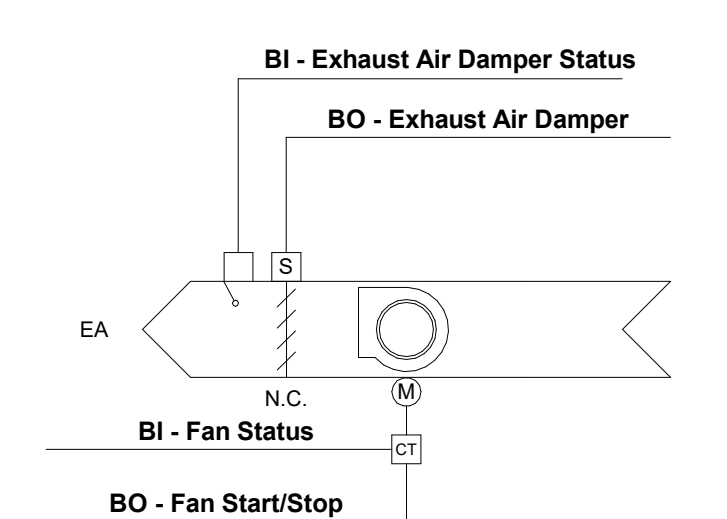 BI - Exhaust Air Damper Status
BO - Exhaust Air Damper
S
EA
N.C.
M
BI - Fan Status
CT
BO - Fan Start/Stop